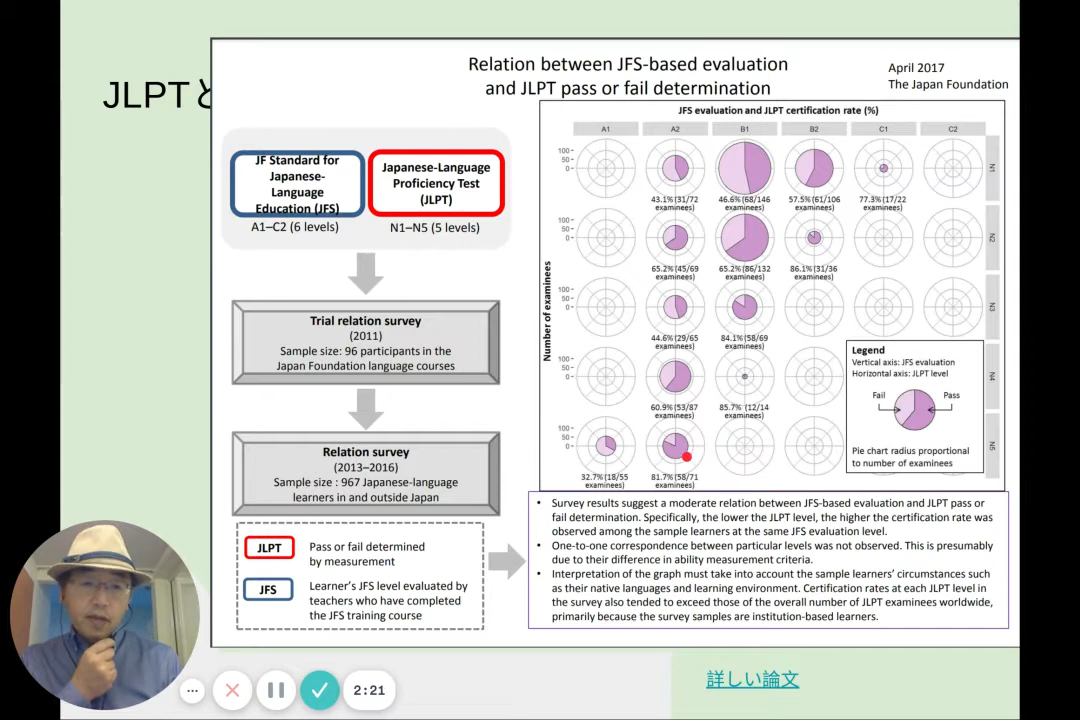 JLPTと
Relation between JFS-based evaluation
and JLPT pass or fail determination
April 2017
The Japan Foundation
JF Standard for
Japanese-
Language
Education (JFS)
Japanese-Language
Proficiency Test
(JLPT)
A1–C2 (6 levels)
N1–N5 (5 levels)
Trial relation survey
(2011)
Sample size: 96 participants in the
Japan Foundation language courses
Relation survey
(2013–2016)
Sample size : 967 Japanese-language
learners in and outside Japan
JLPT
Pass or fail determined
by measurement
JFS
Learner's JFS level evaluated by
teachers who have completed
the JFS training course
JFS evaluation and JLPT certification rate (%)
A1 A2 B1 B2 C1 C2
Number of examinees
100
50
0
N1
43.1% (31/72
examinees)
46.6% (68/146
examinees)
57.5% (61/106
examinees)
77.3% (17/22
examinees)
100
50
0
N2
65.2% (45/69
examinees)
65.2% (86/132
examinees)
86.1% (31/36
examinees)
100
50
0
N3
44.6% (29/65
examinees)
84.1% (58/69
examinees)
100
50
0
N4
60.9% (53/87
examinees)
85.7% (12/14
examinees)
100
50
0
N5
32.7% (18/55
examinees)
81.7% (58/71
examinees)
Legend
Vertical axis: JFS evaluation
Horizontal axis: JLPT level
Fail
Pass
Pie chart radius proportional
to number of examinees
• Survey results suggest a moderate relation between JFS-based evaluation and JLPT pass or
fail determination. Specifically, the lower the JLPT level, the higher the certification rate was
observed among the sample learners at the same JFS evaluation level.
• One-to-one correspondence between particular levels was not observed. This is presumably
due to their difference in ability measurement criteria.
• Interpretation of the graph must take into account the sample learners' circumstances such
as their native languages and learning environment. Certification rates at each JLPT level in
the survey also tended to exceed those of the overall number of JLPT examinees worldwide,
primarily because the survey samples are institution-based learners.
2:21
詳しい論文